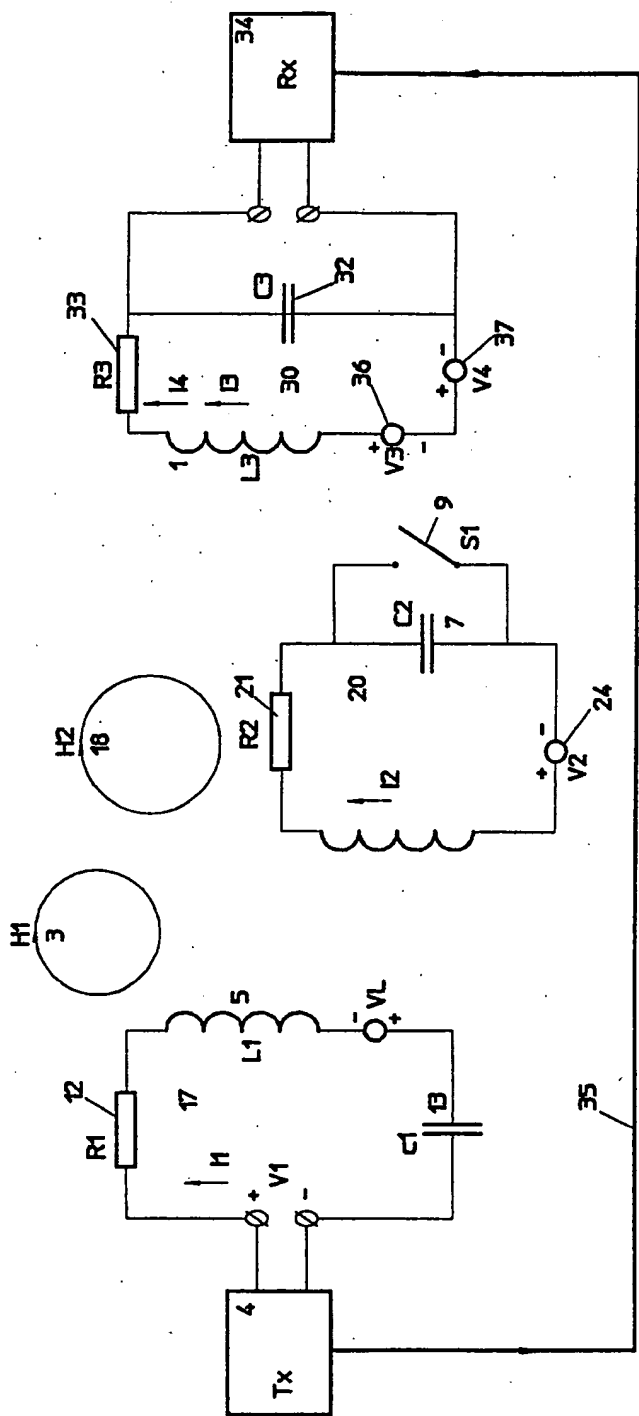 Tx
4
R1
12
17
I1
V1
+
-
L1
5
-
VL
+
C1
13
H1
3
H2
18
R2
21
20
I2
C2
7
S1
9
+
-
V2
24
R3
33
I4
I3
1
L3
30
C3
32
36
+
V3
-
+
-
V4
37
Rx
34
35